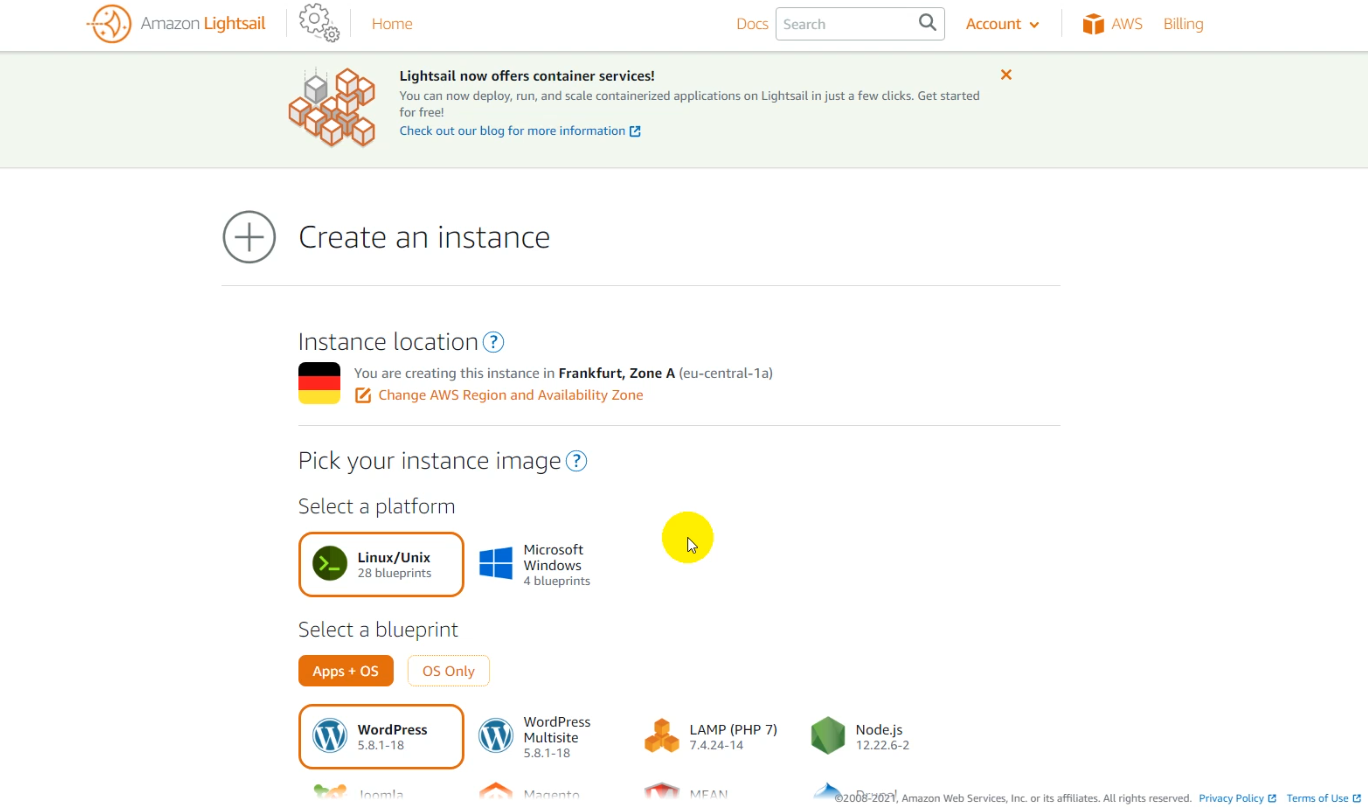 Amazon Lightsail
Home
Docs
Search
Account
AWS
Billing
Lightsail now offers container services!
You can now deploy, run, and scale containerized applications on Lightsail in just a few clicks. Get started
for free!
Check out our blog for more information
Create an instance
Instance location ?
You are creating this instance in Frankfurt, Zone A (eu-central-1a)
Change AWS Region and Availability Zone
Pick your instance image ?
Select a platform
Linux/Unix
28 blueprints
Microsoft
Windows
4 blueprints
Select a blueprint
Apps + OS
OS Only
WordPress
5.8.1-18
WordPress
Multisite
5.8.1-18
LAMP (PHP 7)
7.4.24-14
Node.js
12.22.6-2
Joomla
Magento
MEAN
Drupal
©2008-2021, Amazon Web Services, Inc. or its affiliates. All rights reserved. Privacy Policy Terms of Use